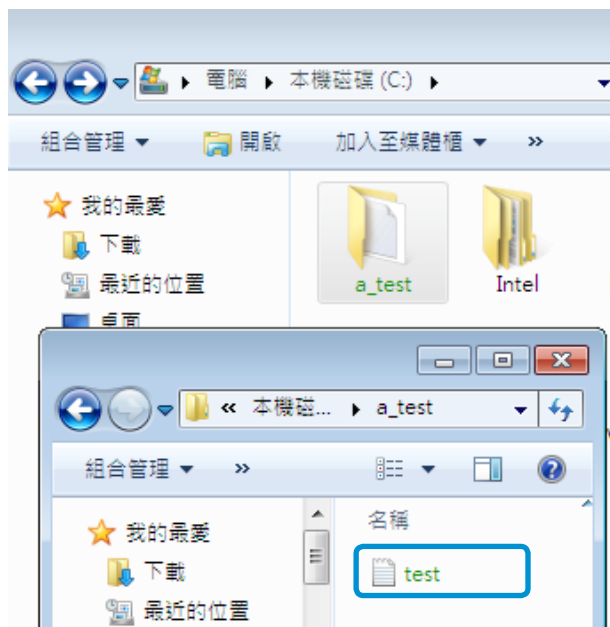 電腦 本機磁碟 (C:)
組合管理 開啟 加入至媒體櫃 »
我的最愛
下載
最近的位置
桌面
a_test Intel
« 本機磁... a_test
組合管理 »
我的最愛
下載
最近的位置
名稱
test